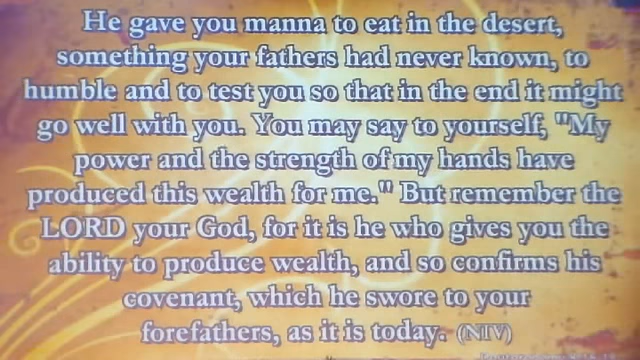 He gave you manna to eat in the desert,
something your fathers had never known, to
humble and to test you so that in the end it might
go well with you. You may say to yourself, "My
power and the strength of my hands have
produced this wealth for me." But remember the
LORD your God, for it is he who gives you the
ability to produce wealth, and so confirms his
covenant, which he swore to your
forefathers, as it is today. (NIV)